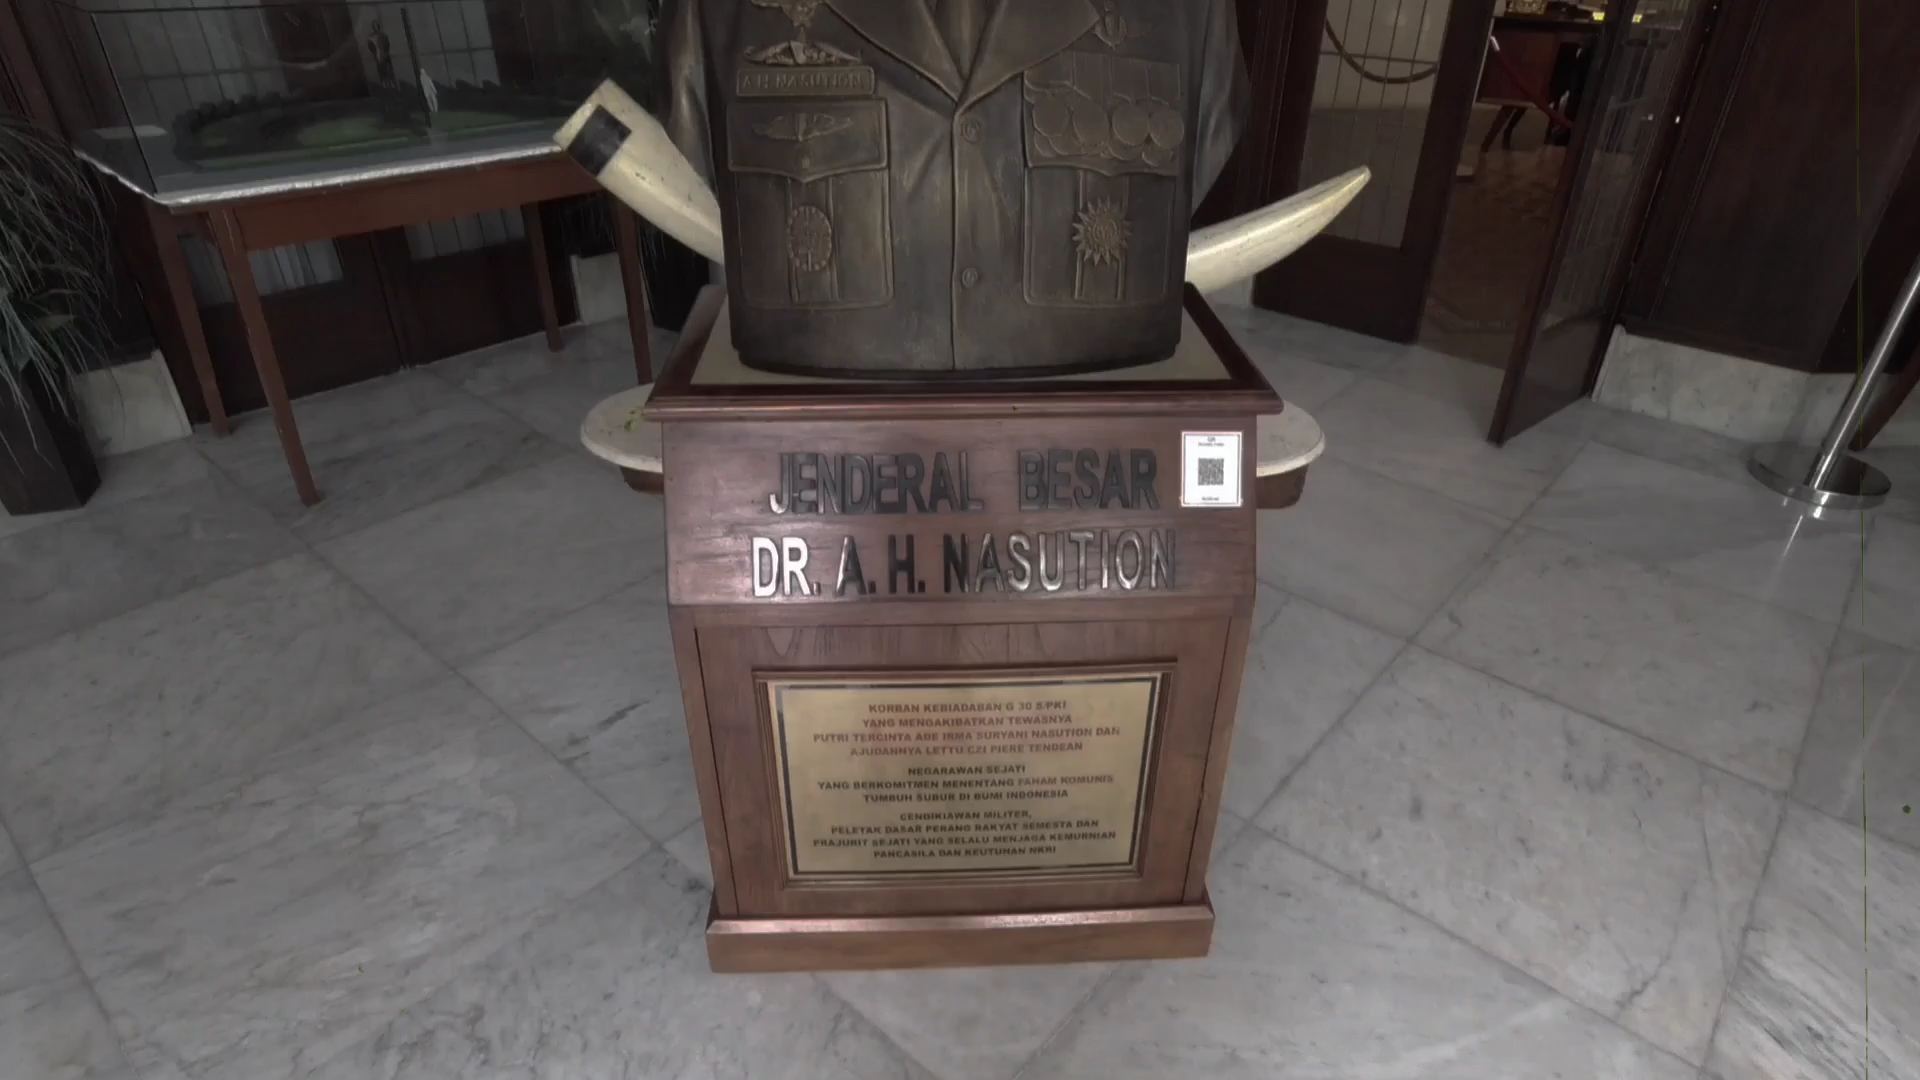 A H NASUTION
JENDERAL BESAR
DR. A. H. NASUTION
KORBAN KEBIADABAN G 30 S/PKI
YANG MENGAKIBATKAN TEWASNYA
PUTRI TERCINTA ADE IRMA SURYANI NASUTION DAN
AJUDANNYA LETTU CZI PIERE TENDEAN
NEGARAWAN SEJATI
YANG BERKOMITMEN MENENTANG FAHAM KOMUNIS
TUMBUH SUBUR DI BUMI INDONESIA
CENDIKIAWAN MILITER,
PELETAK DASAR PERANG RAKYAT SEMESTA DAN
PRAJURIT SEJATI YANG SELALU MENJAGA KEMURNIAN
PANCASILA DAN KEUTUHAN NKRI